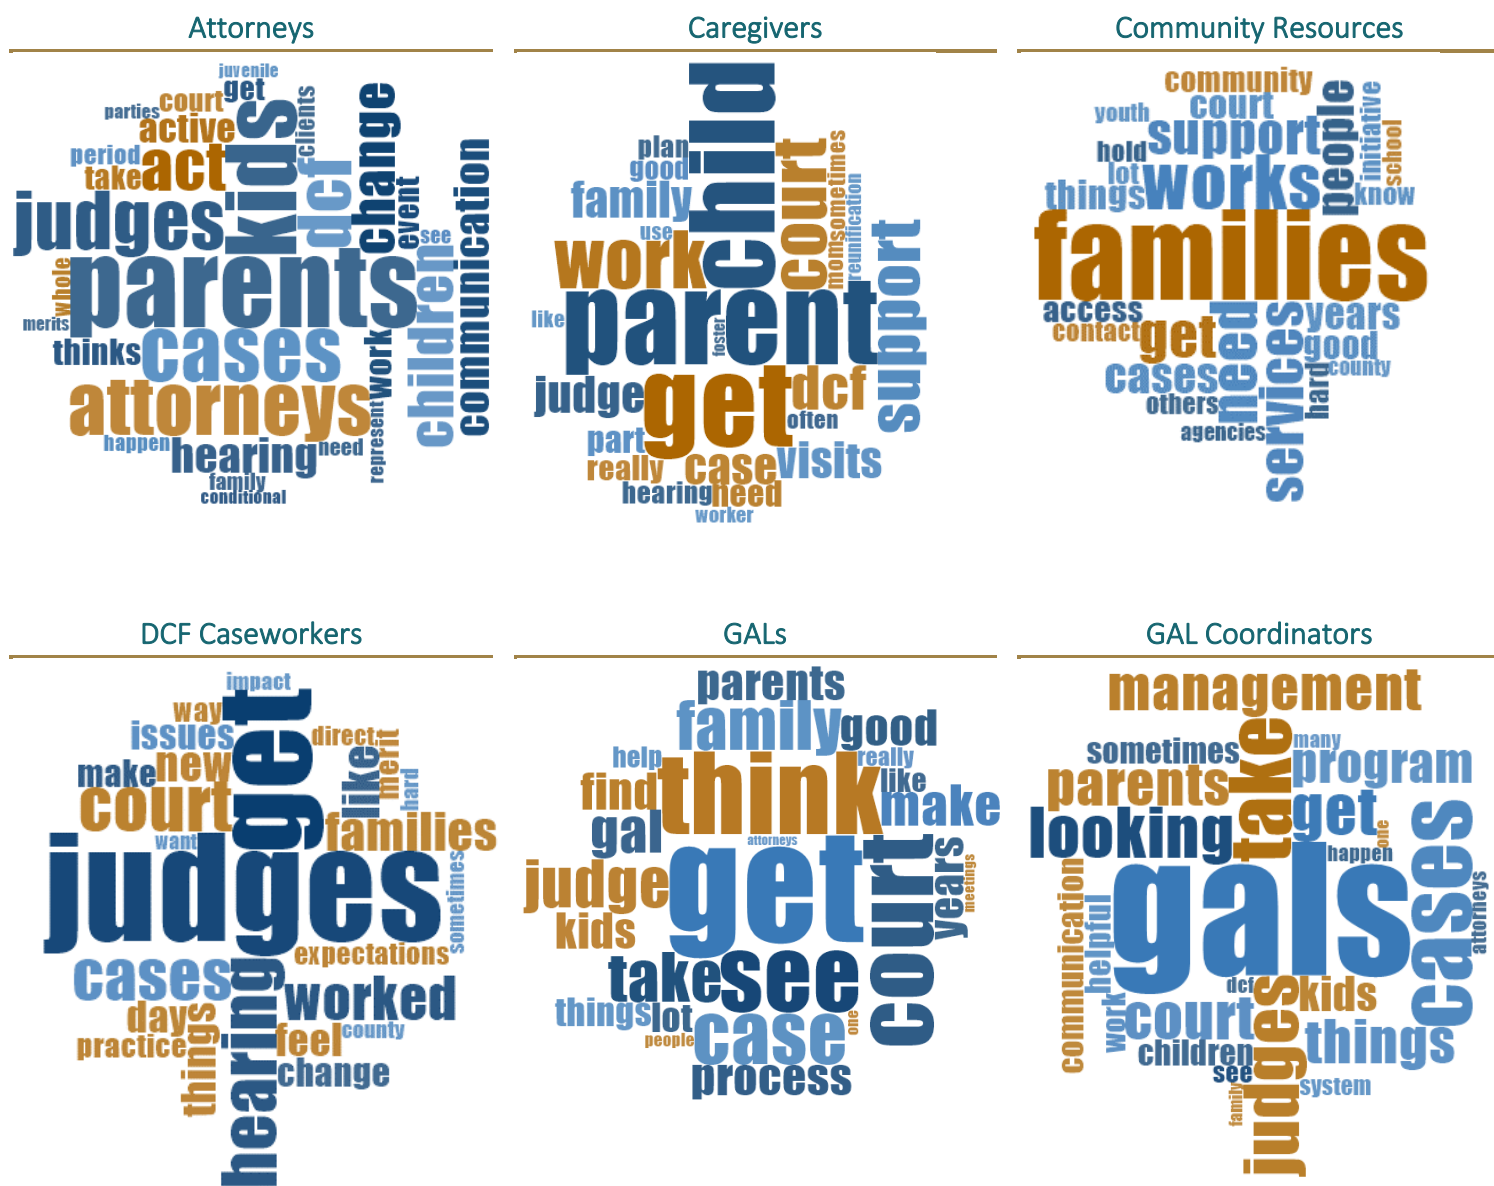 Attorneys
juvenile
get
court
parties
kids
clients
change
active
period
act
take
dcf
communication
judges'
event
see
whole
parents
children
merits
thinks
cases
work
attorneys
represent
happen
hearing
need
family
conditional
Caregivers
child
plan
good
court
sometimes
family
reunification
use
work
moms
support
parent
like
foster
judge
get
dcf
often
part
really
case
visits
hearing
need
worker
Community Resources
community
youth
court
people
initiative
support
school
hold
lot
works
things
know
families
access
contact
get
need
services
years
good
cases
county
hard
others
agencies
DCF Caseworkers
impact
get
way
issues
direct
merit
make
new
like
hard
court
families
want
judges
sometimes
expectations
cases
hearing
worked
day
things
feel
county
practice
change
GALs
parents
family
good
help
think
really
find
like
make
gal
attorneys
get
court
years
meetings
judge
kids
take
see
things
lot
case
one
people
process
GAL Coordinators
management
take
many
sometimes
program
parents
get
cases
looking
one
happen
gals
attorneys
communication
helpful
dcf
judges
kids
work
court
things
children
see
system
family